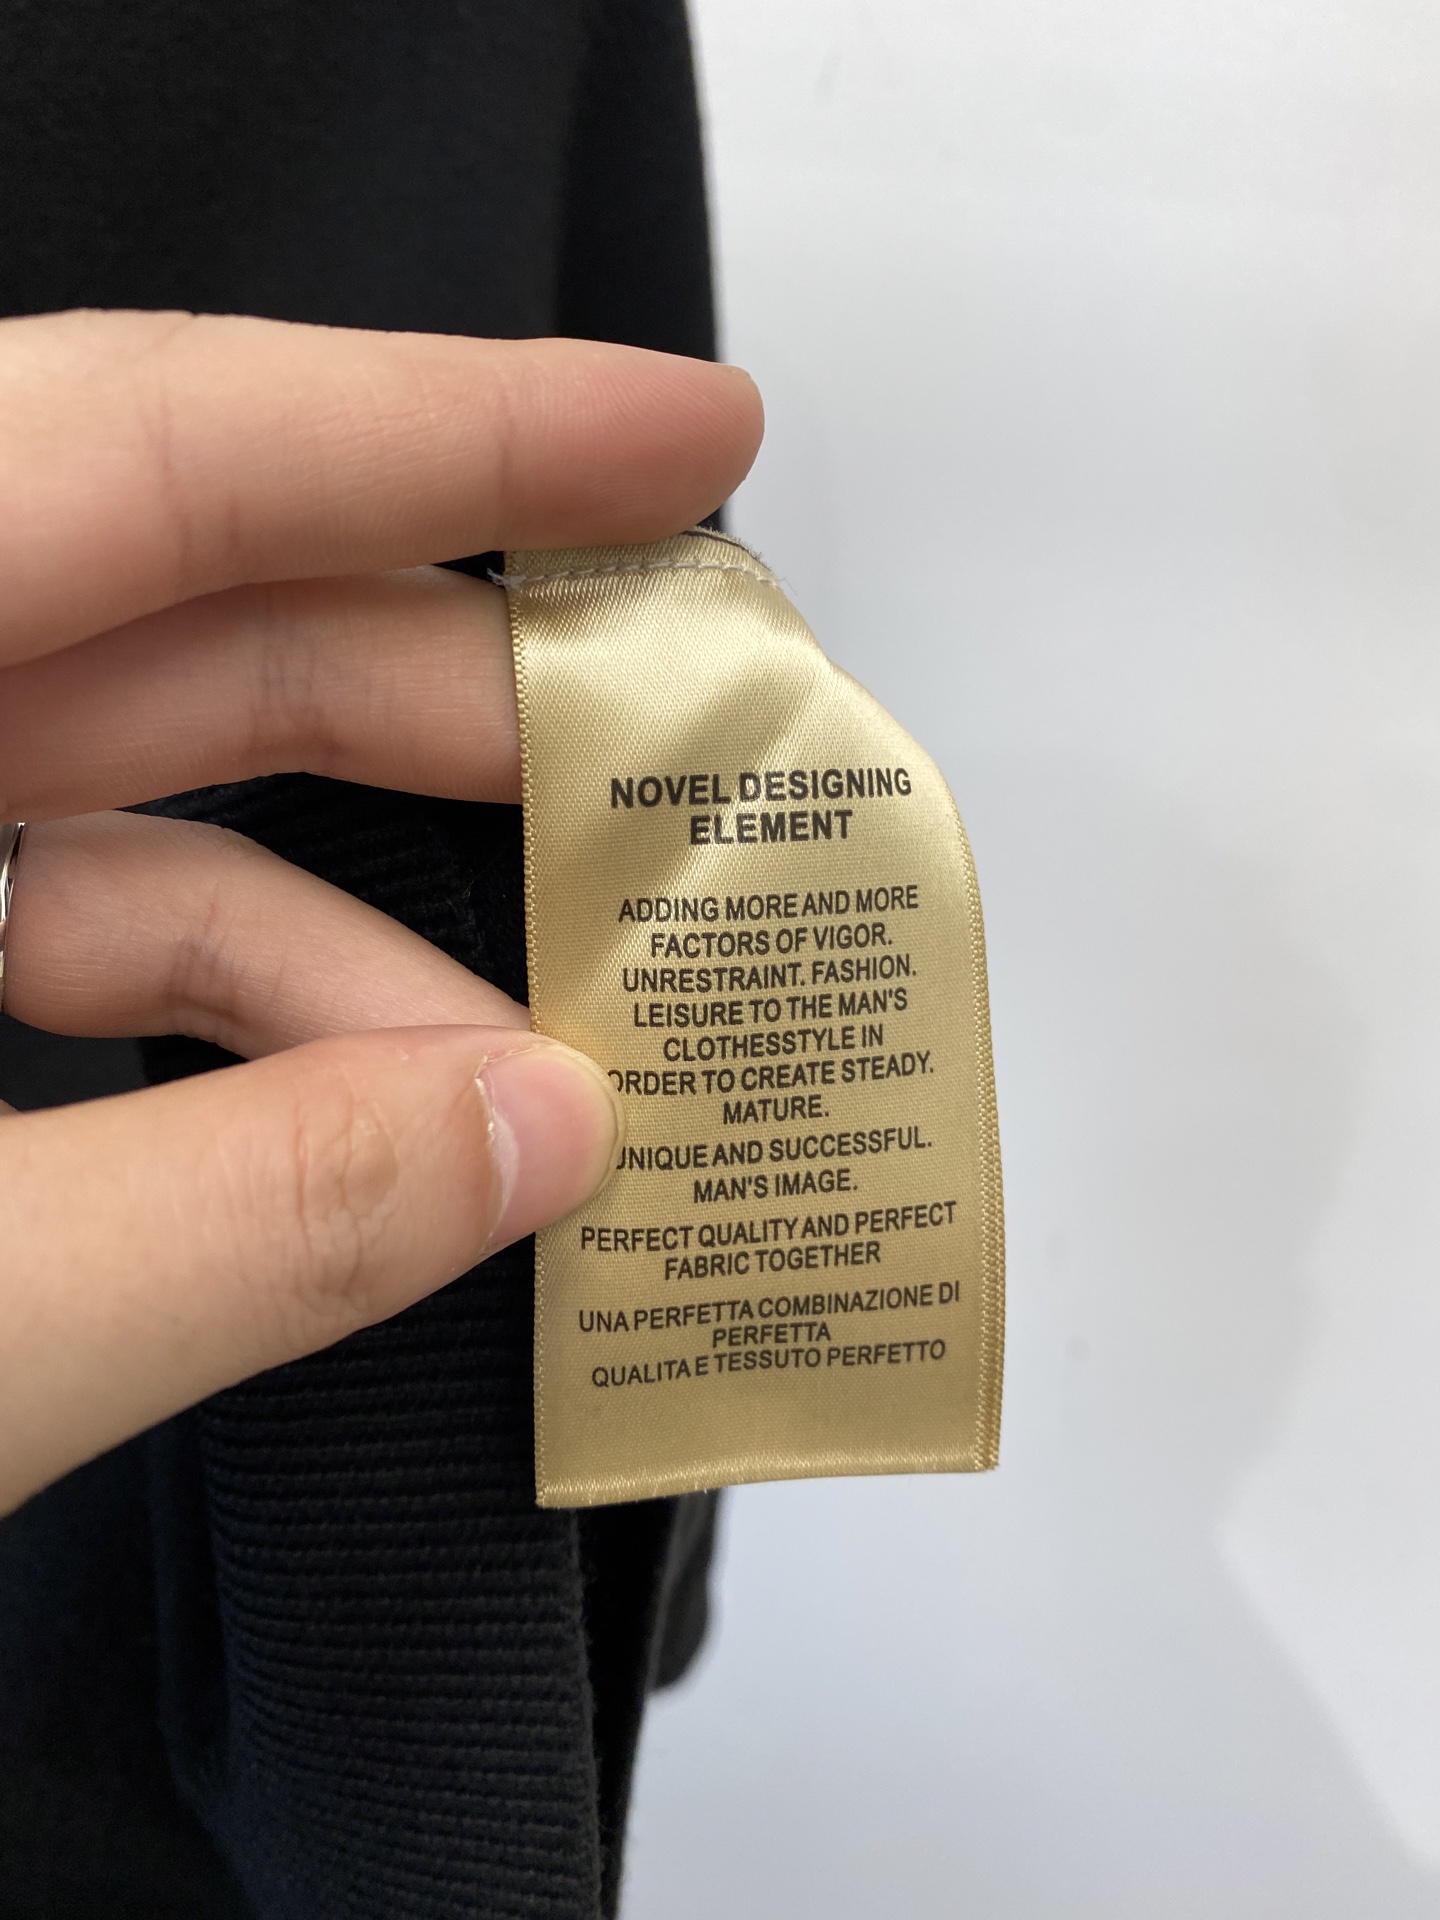 NOVEL DESIGNING
ELEMENT
ADDING MORE AND MORE
FACTORS OF VIGOR.
UNRESTRAINT. FASHION.
LEISURE TO THE MAN'S
CLOTHESSTYLE IN
ORDER TO CREATE STEADY.
MATURE.
UNIQUE AND SUCCESSFUL.
MAN'S IMAGE.
PERFECT QUALITY AND PERFECT
FABRIC TOGETHER
UNA PERFETTA COMBINAZIONE DI
PERFETTA
QUALITA E TESSUTO PERFETTO